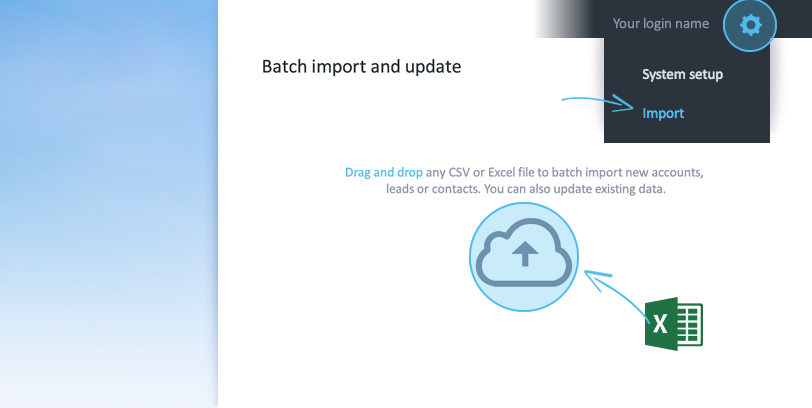 Your login name
Batch import and update
System setup
Import
Drag and drop any CSV or Excel file to batch import new accounts,
leads or contacts. You can also update existing data.
X